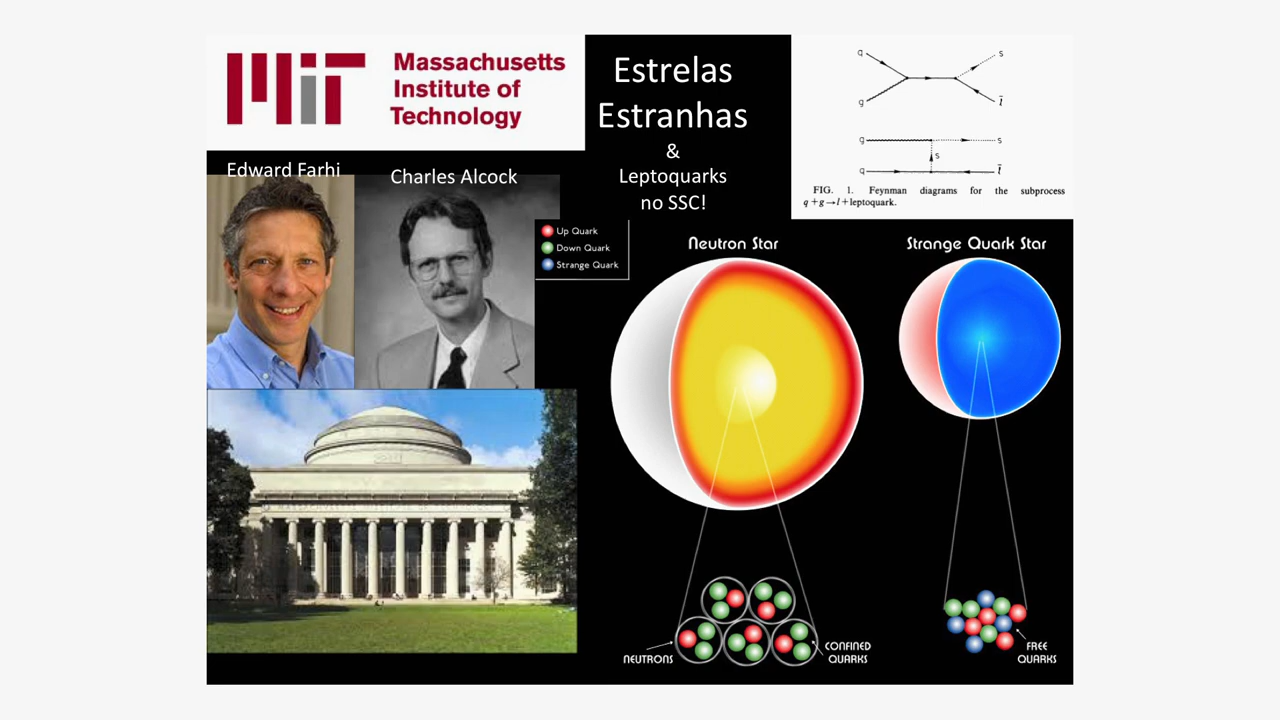 Massachusetts
Institute of
Technology
Estrelas
Estranhas
&
Leptoquarks
no SSC!
q
s
g
l̄
g
s
s
q
l̄
FIG. 1. Feynman diagrams for the subprocess
q + g → l + leptoquark.
Edward Farhi
Charles Alcock
Up Quark
Down Quark
Strange Quark
Neutron Star
Strange Quark Star
NEUTRONS
CONFINED
QUARKS
FREE
QUARKS